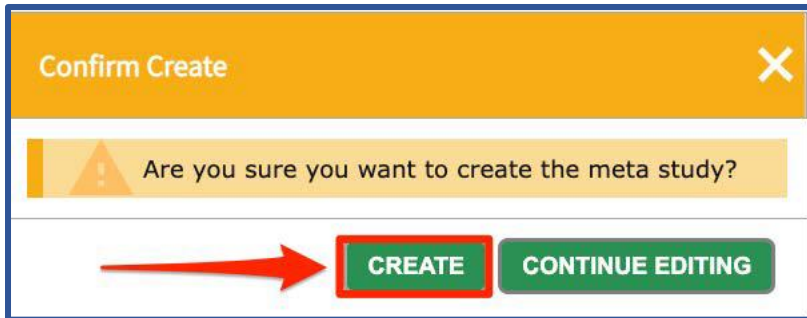 Confirm Create
Are you sure you want to create the meta study?
CREATE CONTINUE EDITING